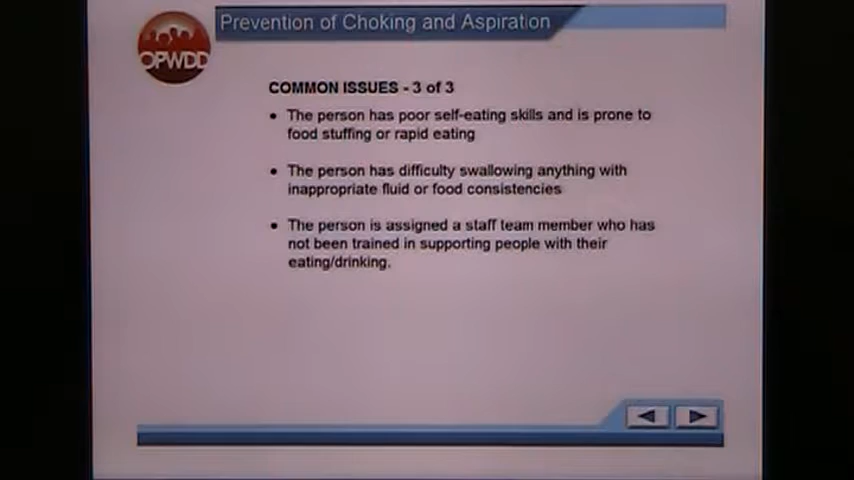 Prevention of Choking and Aspiration
OPWDD
COMMON ISSUES - 3 of 3
• The person has poor self-eating skills and is prone to
food stuffing or rapid eating
• The person has difficulty swallowing anything with
inappropriate fluid or food consistencies
• The person is assigned a staff team member who has
not been trained in supporting people with their
eating/drinking.